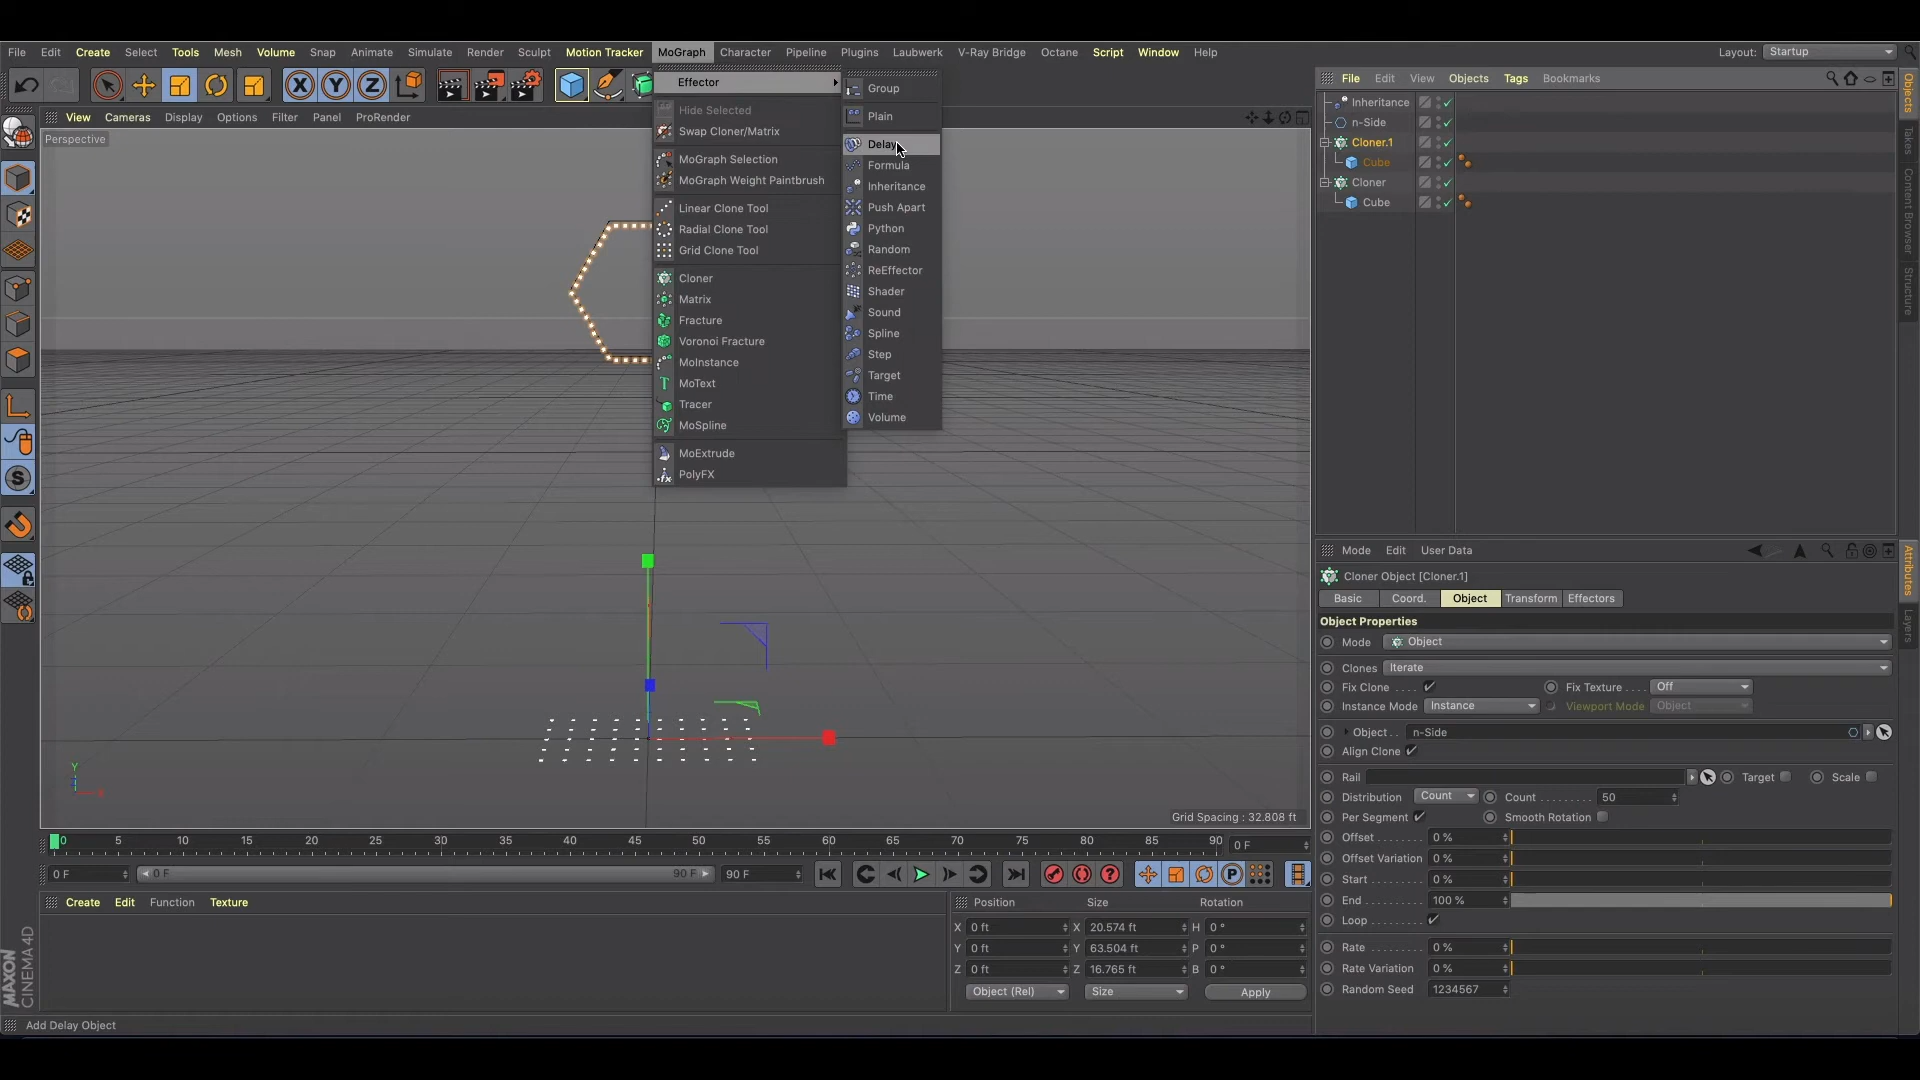 File Edit Create Select Tools Mesh Volume Snap Animate Simulate Render Sculpt Motion Tracker MoGraph Character Pipeline Plugins Laubwerk V-Ray Bridge Octane Script Window Help Layout: Startup
X Y Z
View Cameras Display Options Filter Panel ProRender
Perspective
Effector
Hide Selected
Swap Cloner/Matrix
MoGraph Selection
MoGraph Weight Paintbrush
Linear Clone Tool
Radial Clone Tool
Grid Clone Tool
Cloner
Matrix
Fracture
Voronoi Fracture
MoInstance
MoText
Tracer
MoSpline
MoExtrude
PolyFX
Group
Plain
Delay
Formula
Inheritance
Push Apart
Python
Random
ReEffector
Shader
Sound
Spline
Step
Target
Time
Volume
Y
Grid Spacing : 32.808 ft
File Edit View Objects Tags Bookmarks
Inheritance
n-Side
Cloner.1
Cube
Cloner
Cube
Objects
Takes
Content Browser
Structure
Mode Edit User Data
Cloner Object [Cloner.1]
Basic Coord. Object Transform Effectors
Object Properties
Mode Object
Clones Iterate
Fix Clone .... Fix Texture .... Off
Instance Mode Instance Viewport Mode Object
Object.. n-Side
Align Clone
Rail Target Scale
Distribution Count Count ......... 50
Per Segment Smooth Rotation
Offset ....... 0 %
Offset Variation 0 %
Start ........ 0 %
End .......... 100 %
Loop .........
Rate ........ 0 %
Rate Variation 0 %
Random Seed 1234567
Attributes
Layers
0 5 10 15 20 25 30 35 40 45 50 55 60 65 70 75 80 85 90 0 F
0 F 0 F 90 F 90 F
Create Edit Function Texture
Position Size Rotation
X 0 ft X 20.574 ft H 0 °
Y 0 ft Y 63.504 ft P 0 °
Z 0 ft Z 16.765 ft B 0 °
Object (Rel) Size Apply
MAXON
CINEMA 4D
Add Delay Object